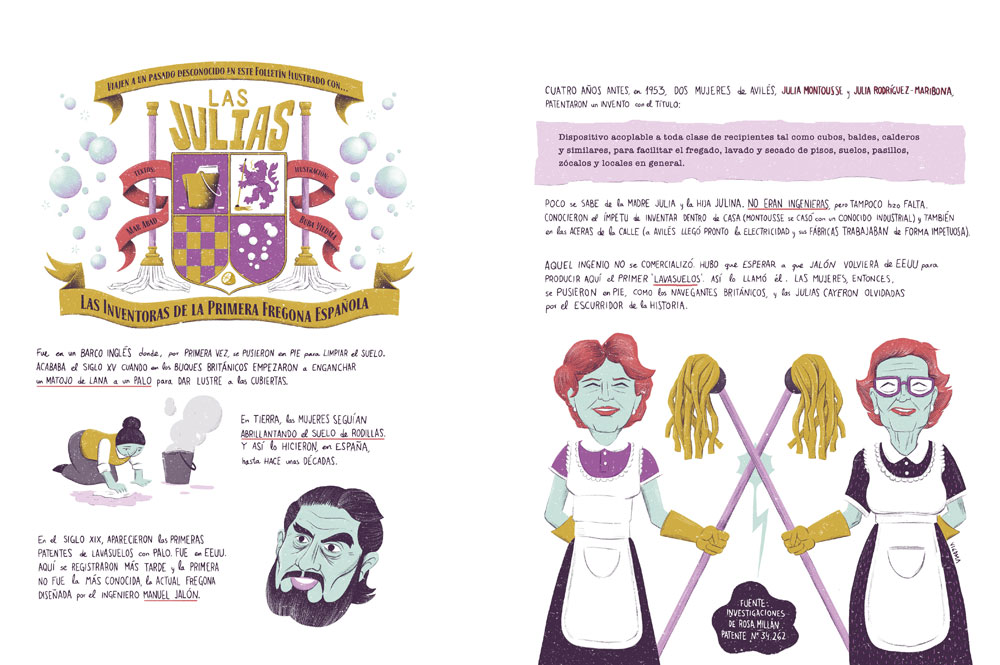 VIAJEN A UN PASADO DESCONOCIDO EN ESTE FOLLETÍN ILUSTRADO CON...
LAS
JULIAS
TEXTOS
MAR ABAD
ILUSTRACIÓN
BUBA VIEDMA
LAS INVENTORAS DE LA PRIMERA FREGONA ESPAÑOLA
FUE en un BARCO INGLÉS donde, por PRIMERA VEZ, se PUSIERON en PIE para LIMPIAR el SUELO.
ACABABA el SIGLO XV CUANDO en los BUQUES BRITÁNICOS EMPEZARON a ENGANCHAR
un MATOJO de LANA a un PALO para DAR LUSTRE a las CUBIERTAS.
En TIERRA, las MUJERES SEGUÍAN
ABRILLANTANDO el SUELO de RODILLAS.
Y ASÍ lo HICIERON, en ESPAÑA,
hasta HACE unas DÉCADAS.
En el SIGLO XIX, APARECIERON las PRIMERAS
PATENTES de LAVASUELOS con PALO. FUE en EEUU.
AQUÍ se REGISTRARON MÁS TARDE y la PRIMERA
NO FUE la MÁS CONOCIDA, la ACTUAL FREGONA
DISEÑADA por el INGENIERO MANUEL JALÓN.
CUATRO AÑOS ANTES, en 1953, DOS MUJERES de AVILÉS, JULIA MONTOUSSE y JULIA RODRÍGUEZ-MARIBONA,
PATENTARON un INVENTO con el TÍTULO:
Dispositivo acoplable a toda clase de recipientes tal como cubos, baldes, calderos
y similares, para facilitar el fregado, lavado y secado de pisos, suelos, pasillos,
zócalos y locales en general.
POCO se SABE de la MADRE JULIA y la HIJA JULINA. NO ERAN INGENIERAS, pero TAMPOCO hizo FALTA.
CONOCIERON el ÍMPETU de INVENTAR DENTRO de CASA (MONTOUSSE se CASÓ con un CONOCIDO INDUSTRIAL) y TAMBIÉN
en las ACERAS de la CALLE (a AVILÉS LLEGÓ PRONTO la ELECTRICIDAD y sus FÁBRICAS TRABAJABAN de FORMA IMPETUOSA).
AQUEL INGENIO NO se COMERCIALIZÓ. HUBO que ESPERAR a que JALÓN VOLVIERA de EEUU para
PRODUCIR AQUÍ el PRIMER "LAVASUELOS". ASÍ lo LLAMÓ ÉL. LAS MUJERES, ENTONCES,
se PUSIERON en PIE, COMO los NAVEGANTES BRITÁNICOS, y las JULIAS CAYERON OLVIDADAS
por el ESCURRIDOR de la HISTORIA.
FUENTE:
INVESTIGACIONES
DE ROSA MILLÁN.
PATENTE Nº 34.262
VIEDMA